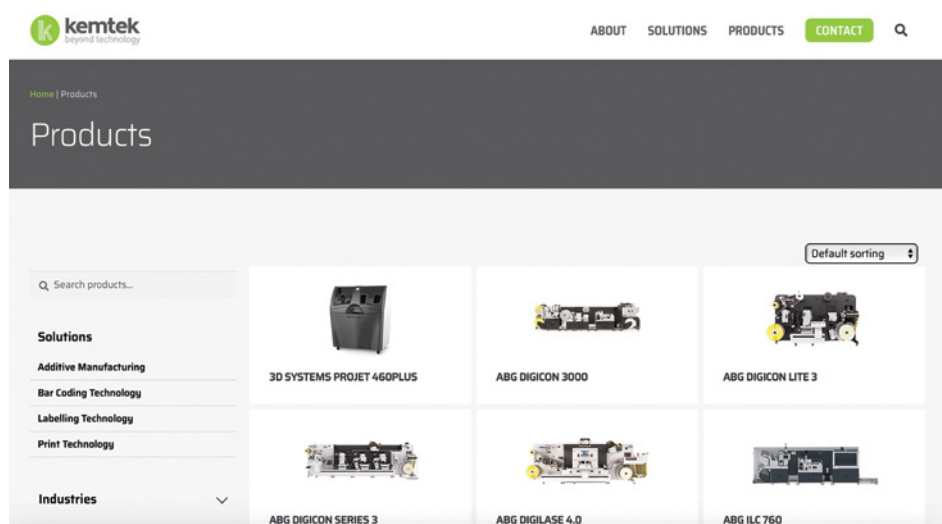 k kemtek
beyond technology
ABOUT SOLUTIONS PRODUCTS CONTACT
Home | Products
Products
Default sorting
Search products...
Solutions
Additive Manufacturing
Bar Coding Technology
Labelling Technology
Print Technology
Industries
3D SYSTEMS PROJET 460PLUS
ABG DIGICON 3000
ABG DIGICON LITE 3
ABG DIGICON SERIES 3
ABG DIGILASE 4.0
ABG ILC 760